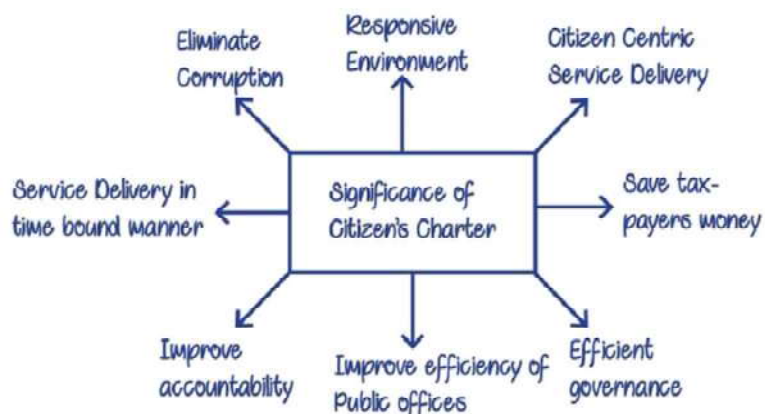 Eliminate
Corruption
Responsive
Environment
Citizen Centric
Service Delivery
Service Delivery in
time bound manner
Significance of
Citizen's Charter
Save tax-
payers money
Improve
accountability
Improve efficiency of
Public offices
Efficient
governance